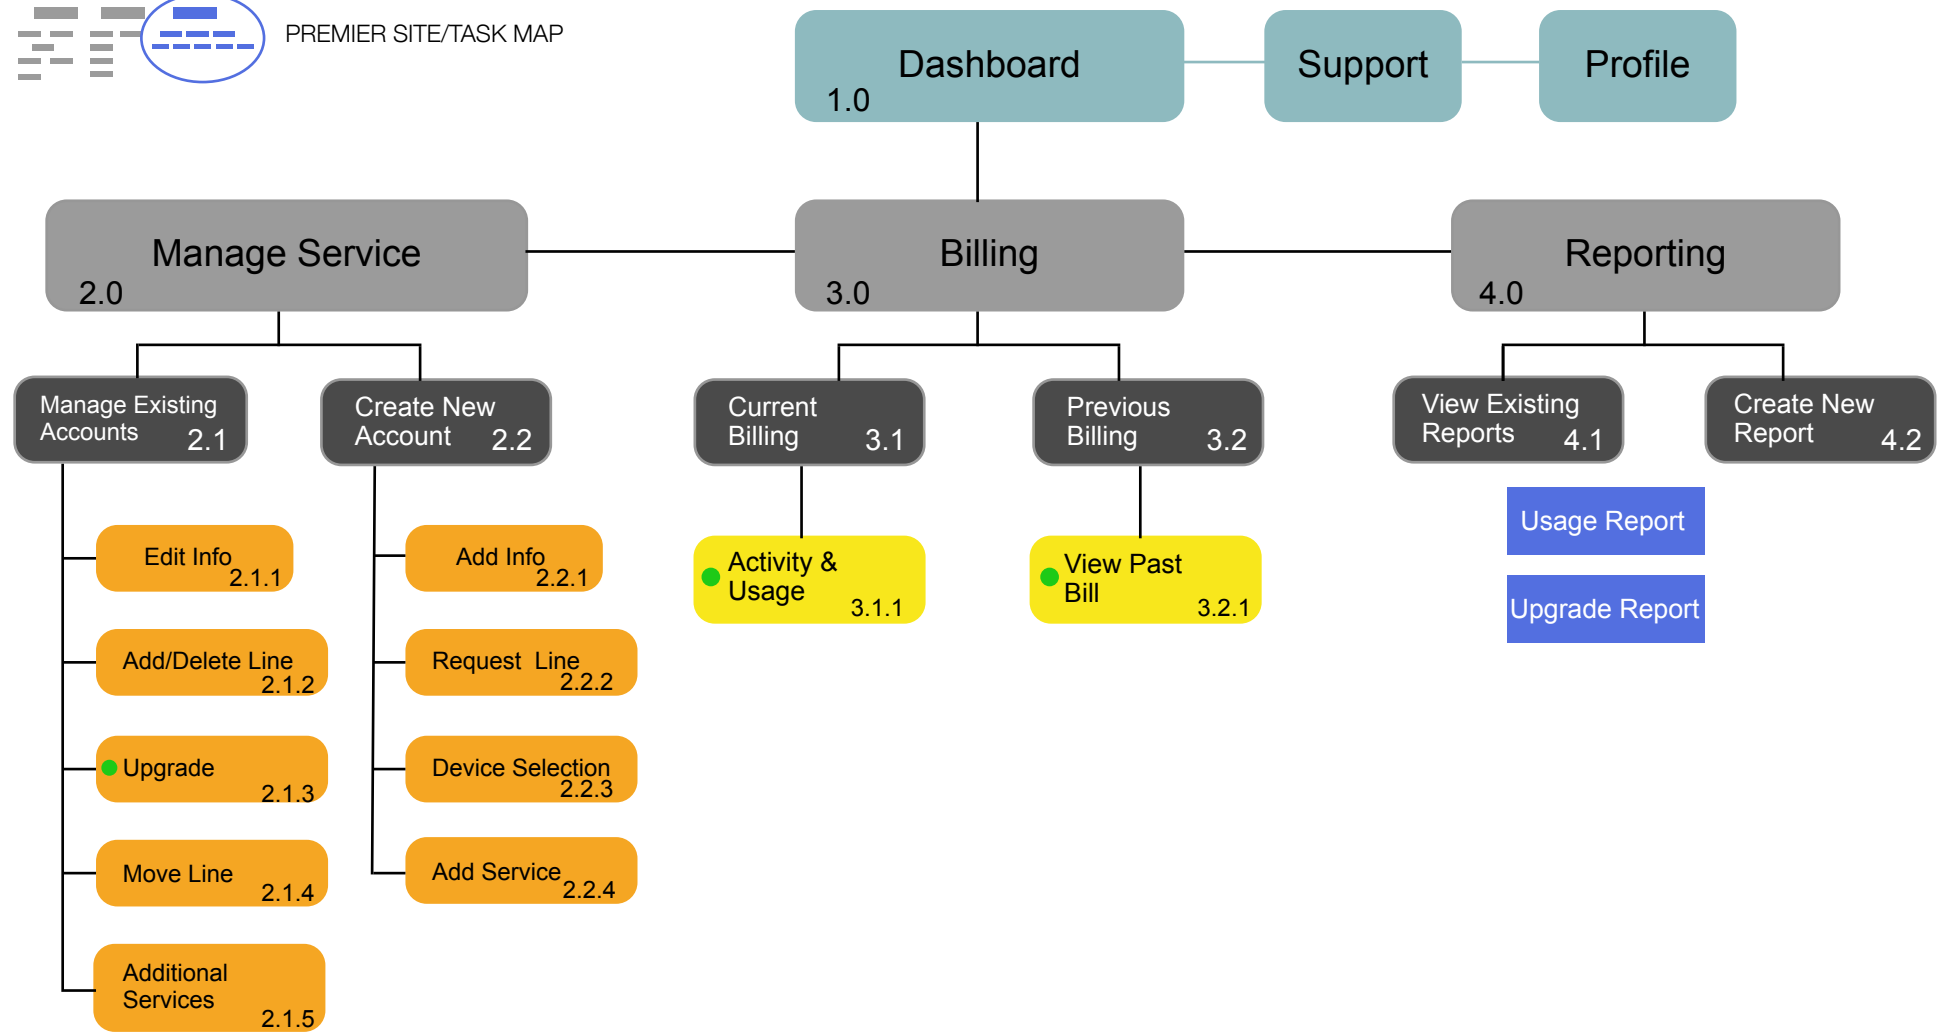 PREMIER SITE/TASK MAP
Dashboard
1.0
Support
Profile
Manage Service
2.0
Billing
3.0
Reporting
4.0
Manage Existing
Accounts
2.1
Create New
Account
2.2
Current
Billing
3.1
Previous
Billing
3.2
View Existing
Reports
4.1
Create New
Report
4.2
Edit Info
2.1.1
Add/Delete Line
2.1.2
Upgrade
2.1.3
Move Line
2.1.4
Additional
Services
2.1.5
Add Info
2.2.1
Request Line
2.2.2
Device Selection
2.2.3
Add Service
2.2.4
Activity &
Usage
3.1.1
View Past
Bill
3.2.1
Usage Report
Upgrade Report